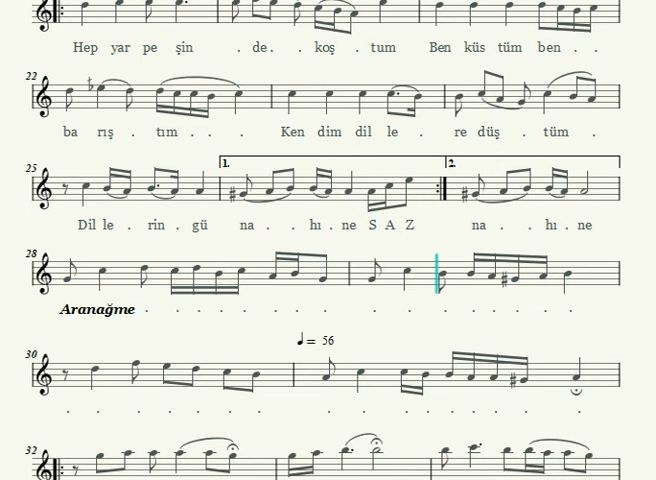 Hep yar pe şin . de . . koş . tum Ben küs tüm ben . .
22
ba rış . tım . . . Ken dim dil le . re düş . tüm .
25 1. 2.
Dil le . rin . gü na . . hı . ne S A Z na . . hı . ne
28
Aranağme . . . . . . . . . . . . . .
30 = 56
. . . . . . . . . . . . . .
32